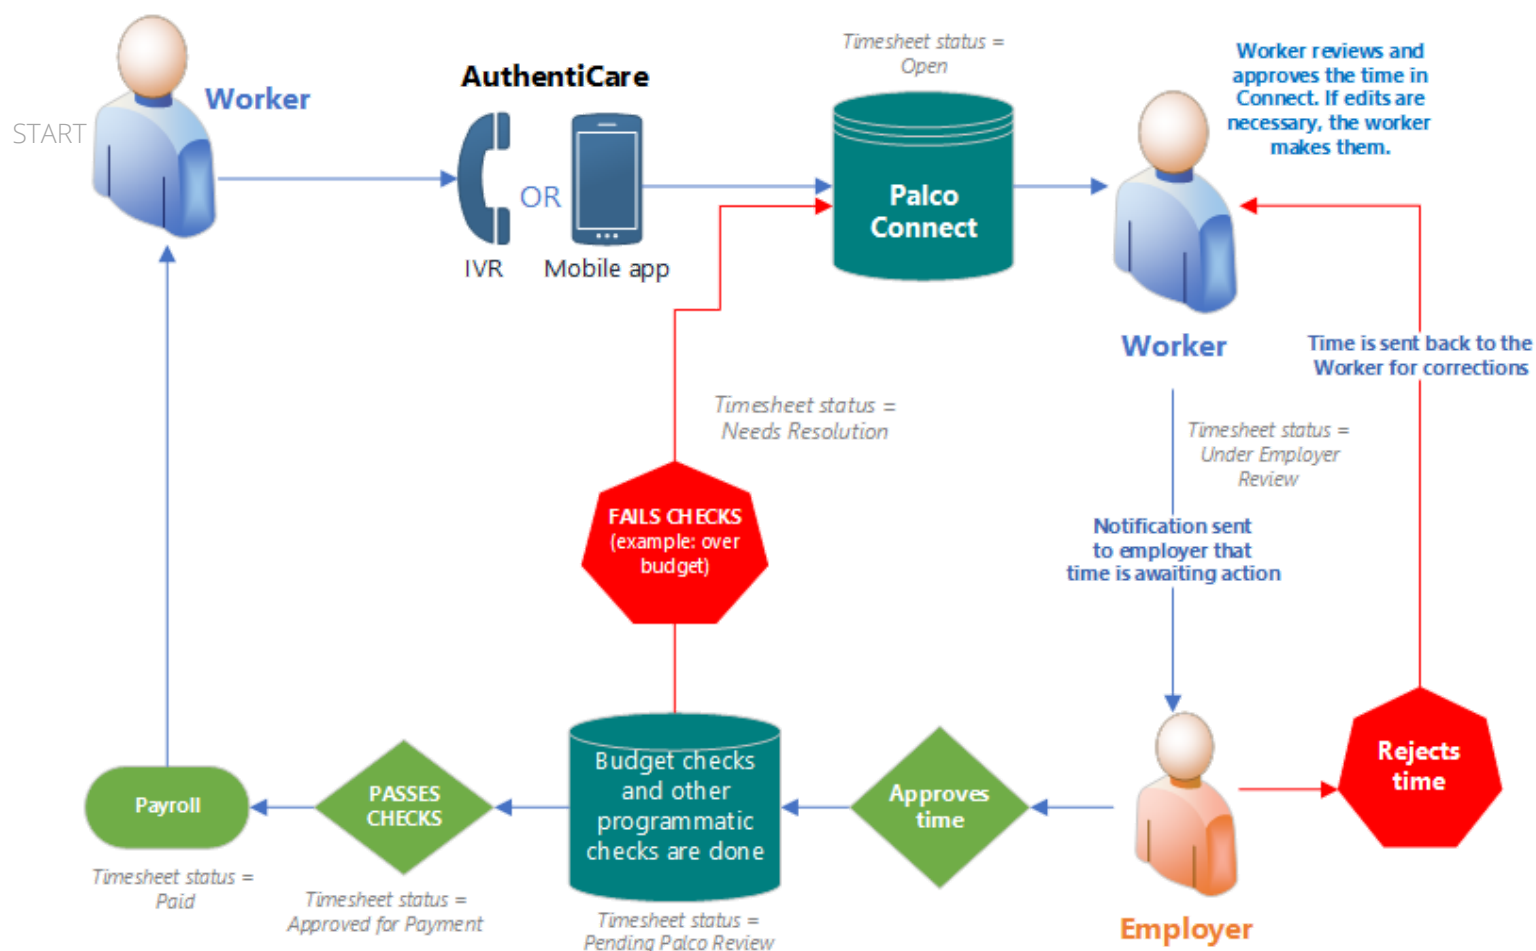 START
Worker
AuthentiCare
IVR
OR
Mobile app
Timesheet status =
Open
Palco
Connect
Worker reviews and
approves the time in
Connect. If edits are
necessary, the worker
makes them.
Worker
Time is sent back to the
Worker for corrections
Timesheet status =
Needs Resolution
Timesheet status =
Under Employer
Review
FAILS CHECKS
(example: over
budget)
Notification sent
to employer that
time is awaiting action
Payroll
Timesheet status =
Paid
PASSES
CHECKS
Timesheet status =
Approved for Payment
Budget checks
and other
programmatic
checks are done
Timesheet status =
Pending Palco Review
Approves
time
Employer
Rejects
time